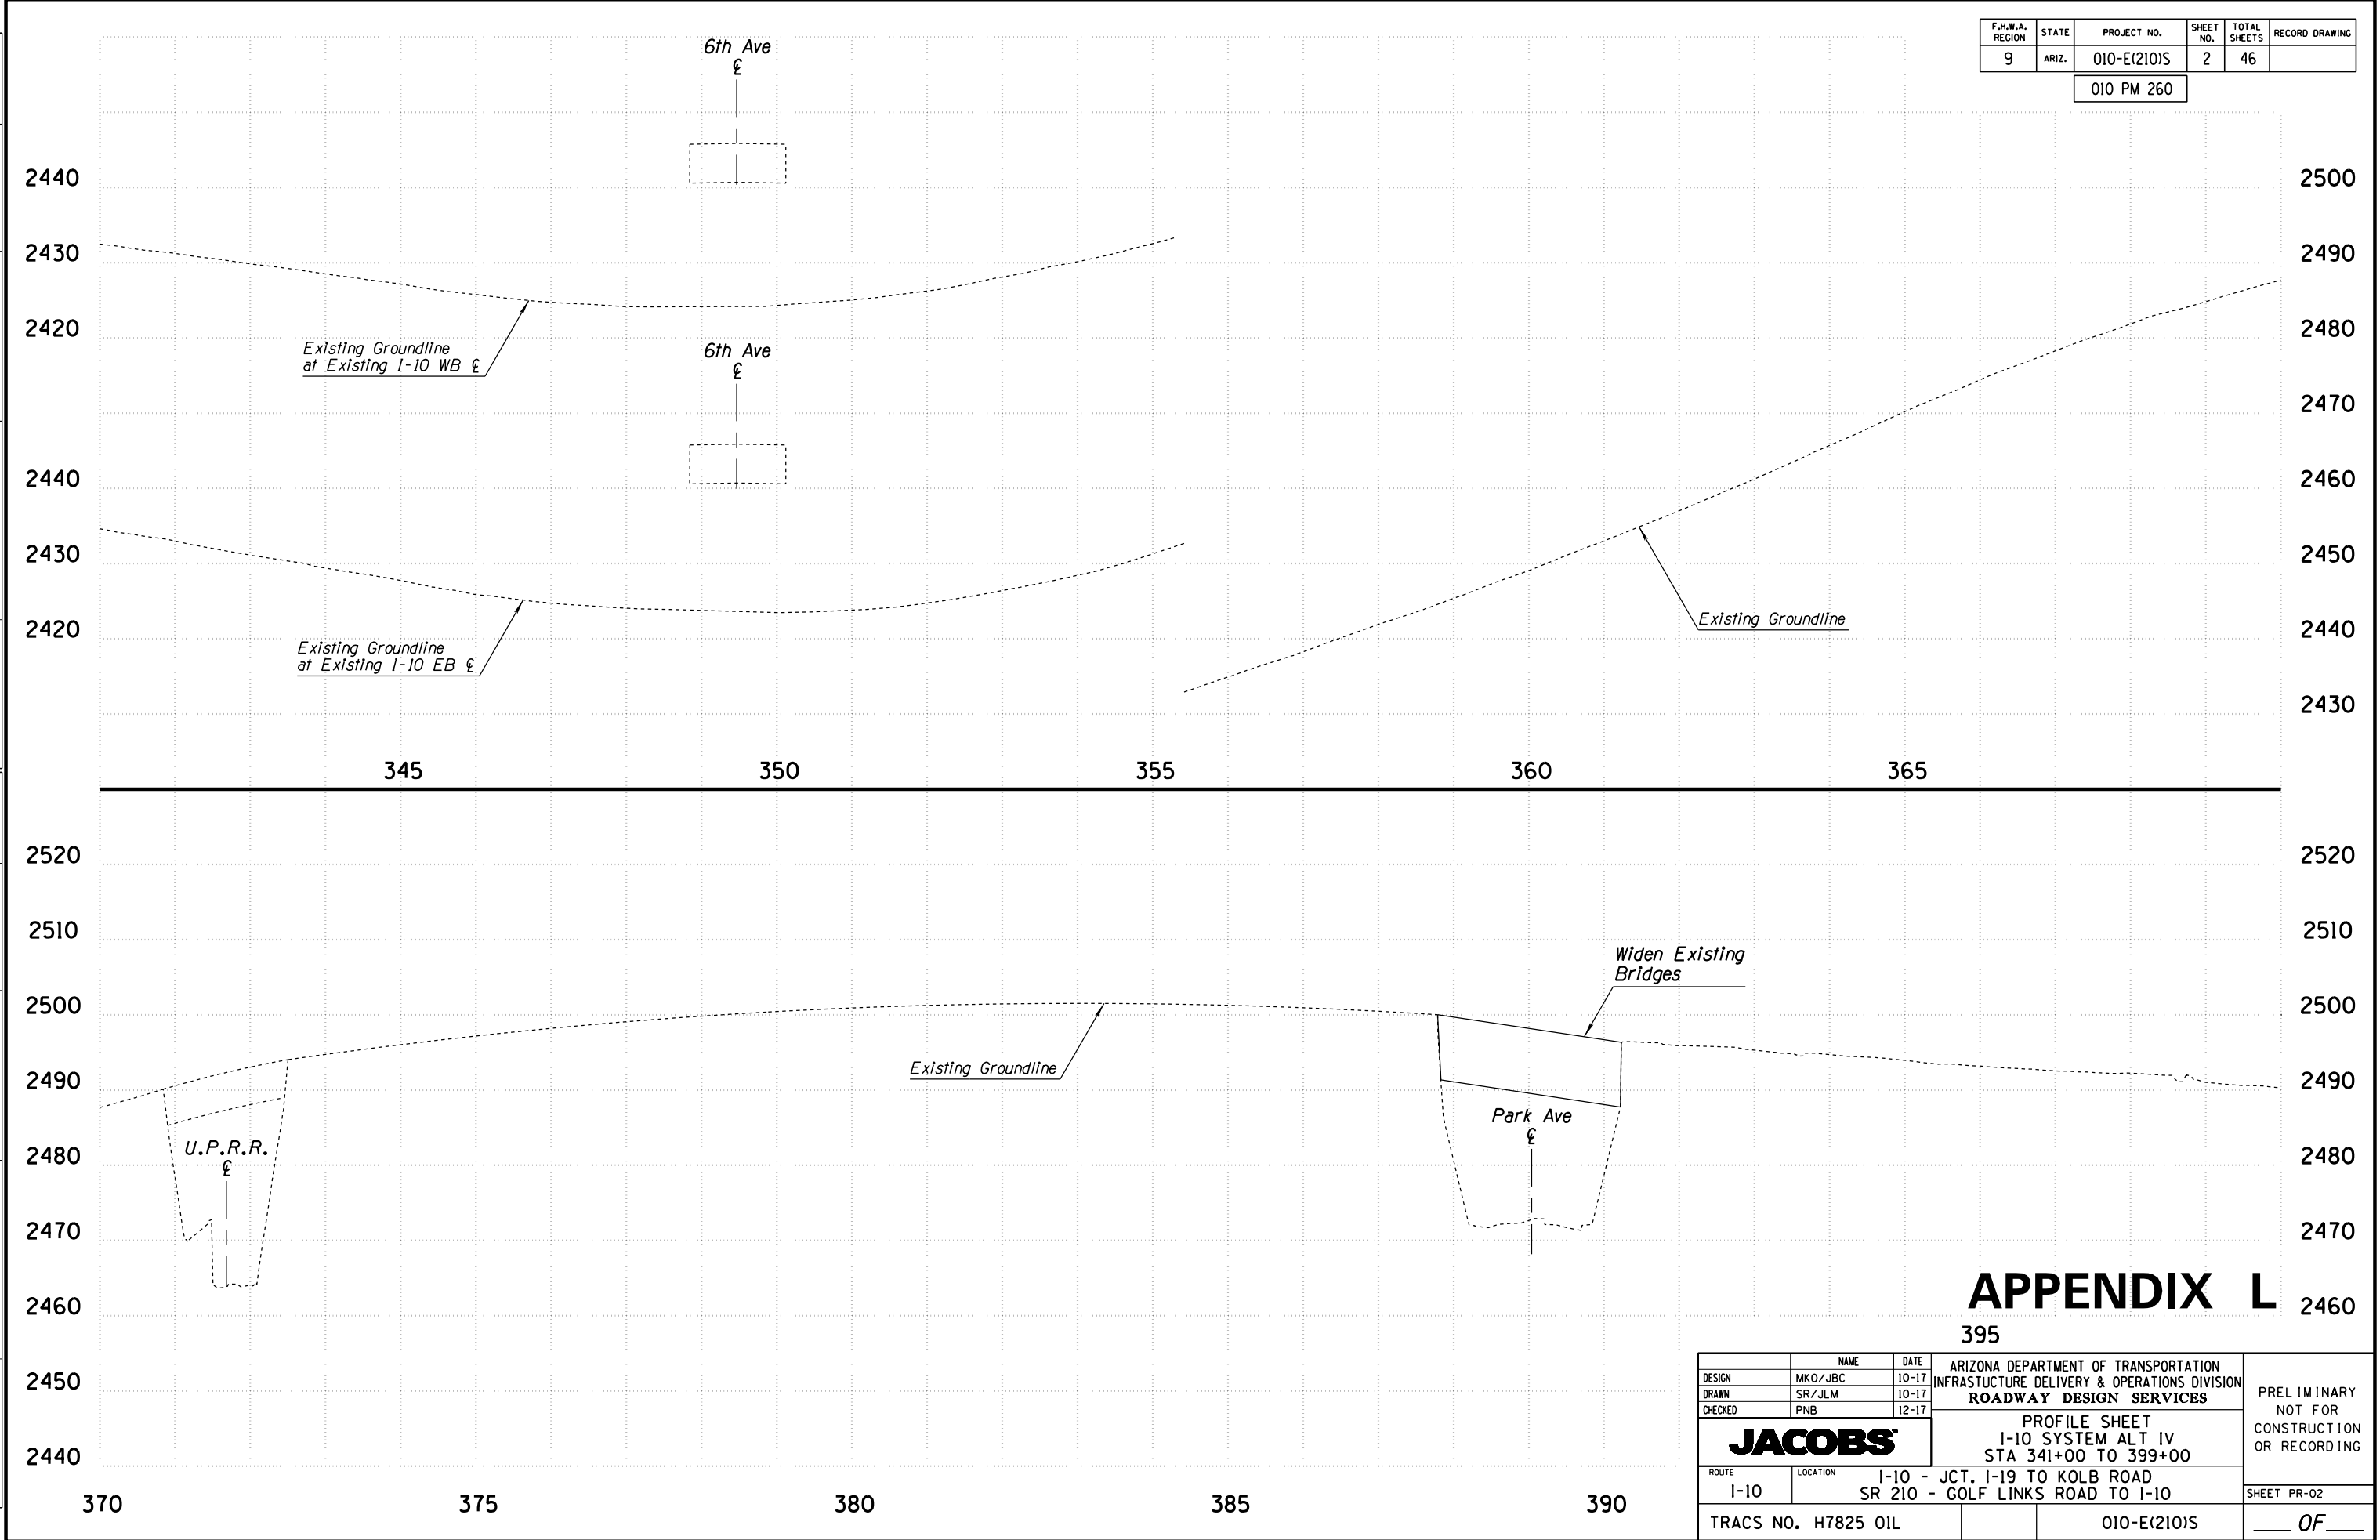 F.H.W.A. REGION STATE PROJECT NO. SHEET NO. TOTAL SHEETS RECORD DRAWING
9 ARIZ. 010-E(210)S 2 46
010 PM 260
6th Ave
℄
2440 2500
2430 2490
2420 2480
Existing Groundline
at Existing I-10 WB ℄
6th Ave
℄
2470
2440 2460
2430 2450
2420 2440
Existing Groundline
at Existing I-10 EB ℄
Existing Groundline
2430
345 350 355 360 365
2520 2520
2510 2510
Widen Existing
Bridges
2500 2500
Existing Groundline
2490 2490
Park Ave
℄
U.P.R.R.
℄
2480 2480
2470 2470
APPENDIX L
2460 2460
395
2450
2440
370 375 380 385 390
NAME DATE
DESIGN MKO/JBC 10-17
DRAWN SR/JLM 10-17
CHECKED PNB 12-17
ARIZONA DEPARTMENT OF TRANSPORTATION
INFRASTUCTURE DELIVERY & OPERATIONS DIVISION
ROADWAY DESIGN SERVICES
PRELIMINARY
NOT FOR
CONSTRUCTION
OR RECORDING
JACOBS
PROFILE SHEET
I-10 SYSTEM ALT IV
STA 341+00 TO 399+00
ROUTE
I-10
LOCATION
I-10 - JCT. I-19 TO KOLB ROAD
SR 210 - GOLF LINKS ROAD TO I-10
SHEET PR-02
TRACS NO. H7825 01L 010-E(210)S
OF